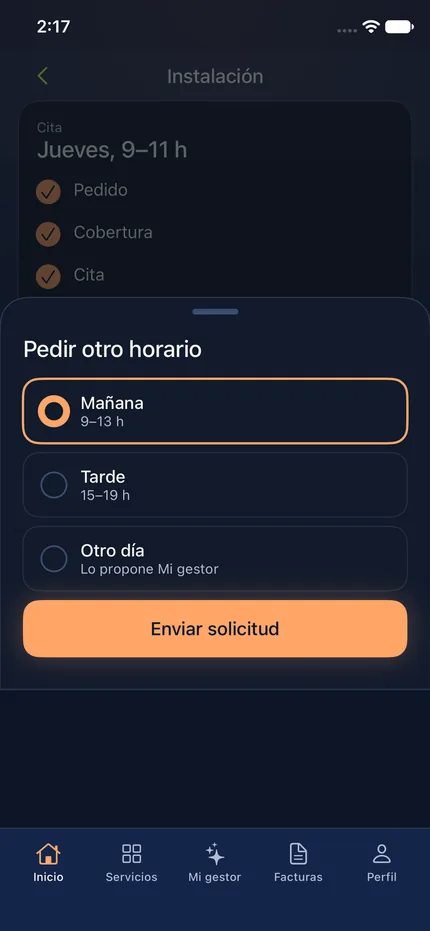 2:17
Instalación
Cita
Jueves, 9–11 h
Pedido
Cobertura
Cita
Pedir otro horario
Mañana
9–13 h
Tarde
15–19 h
Otro día
Lo propone Mi gestor
Enviar solicitud
Inicio
Servicios
Mi gestor
Facturas
Perfil